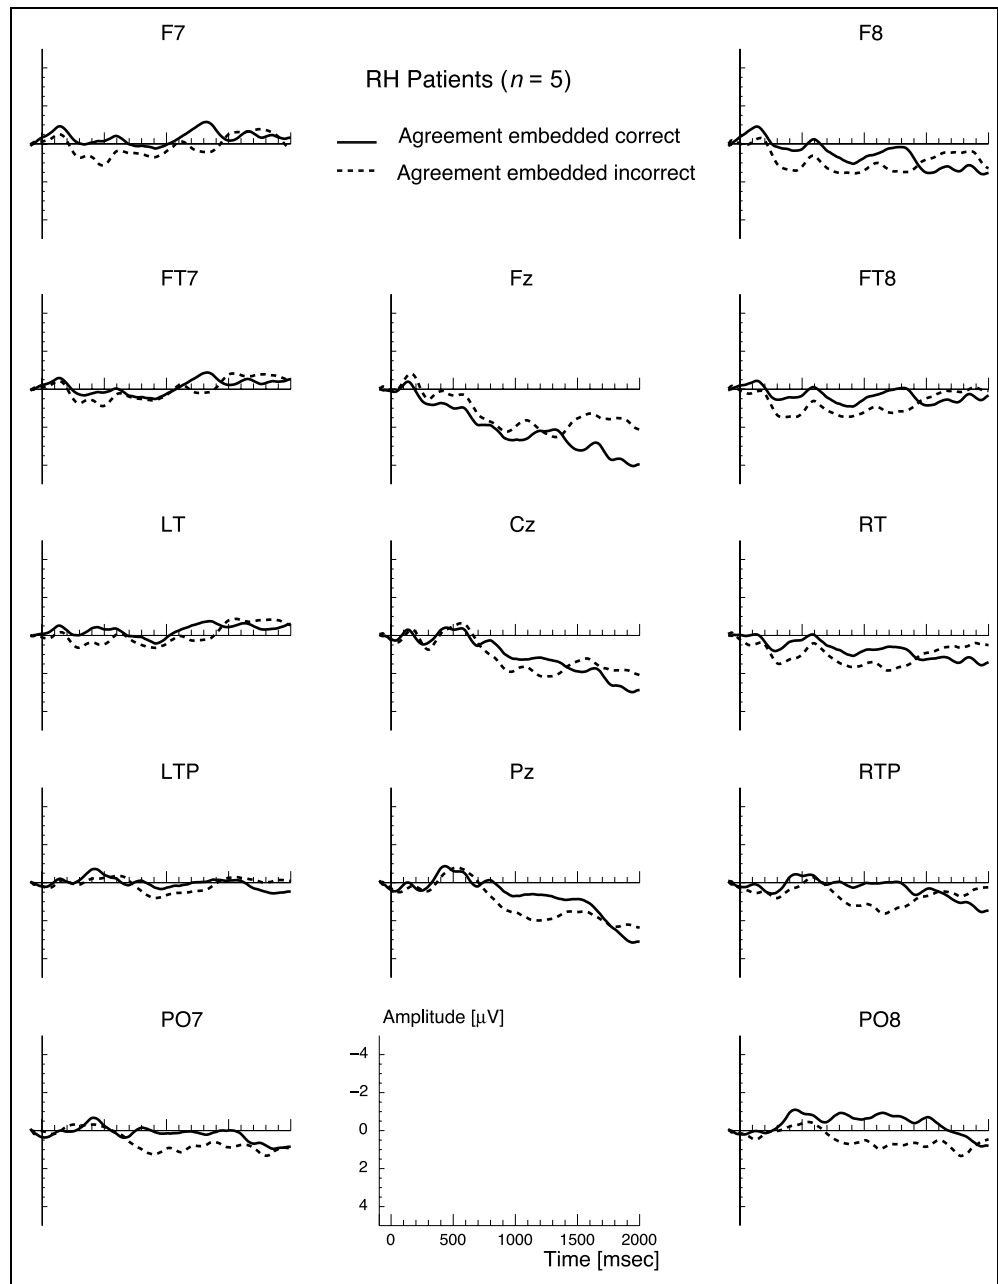 F7
F8
RH Patients (n = 5)
Agreement embedded correct
Agreement embedded incorrect
FT7
Fz
FT8
LT
Cz
RT
LTP
Pz
RTP
PO7
Amplitude [μV]
PO8
−4
−2
0
2
4
0 500 1000 1500 2000
Time [msec]